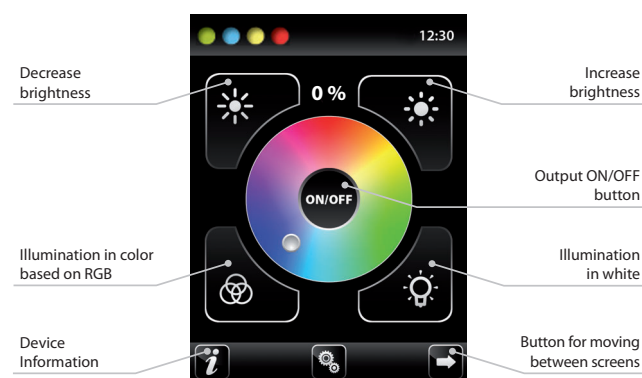 12:30
Decrease
brightness
0 %
Increase
brightness
ON/OFF
Output ON/OFF
button
Illumination in color
based on RGB
Illumination
in white
Device
Information
i
Button for moving
between screens